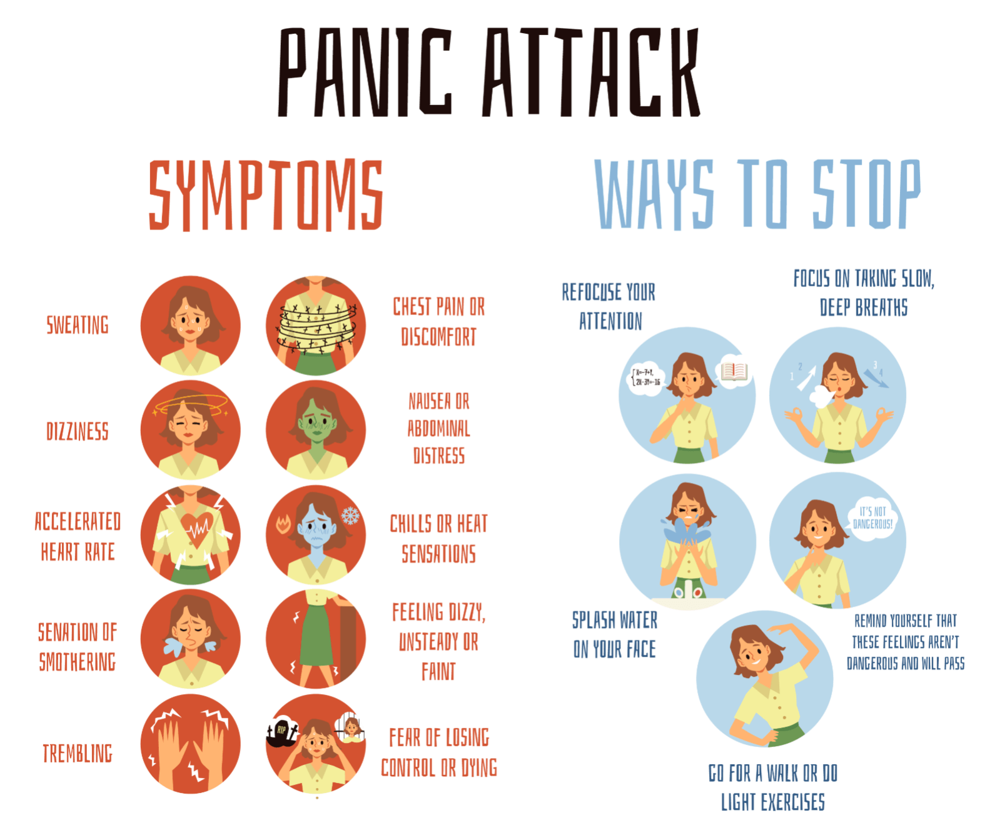 PANIC ATTACK
SYMPTOMS
SWEATING
CHEST PAIN OR
DISCOMFORT
DIZZINESS
NAUSEA OR
ABDOMINAL
DISTRESS
ACCELERATED
HEART RATE
CHILLS OR HEAT
SENSATIONS
SENATION OF
SMOTHERING
FEELING DIZZY,
UNSTEADY OR
FAINT
TREMBLING
RIP
FEAR OF LOSING
CONTROL OR DYING
WAYS TO STOP
REFOCUSE YOUR
ATTENTION
X=-7+Y,
2X-3Y=-16
FOCUS ON TAKING SLOW,
DEEP BREATHS
1 2 3 4
SPLASH WATER
ON YOUR FACE
IT'S NOT
DANGEROUS!
REMIND YOURSELF THAT
THESE FEELINGS AREN'T
DANGEROUS AND WILL PASS
GO FOR A WALK OR DO
LIGHT EXERCISES